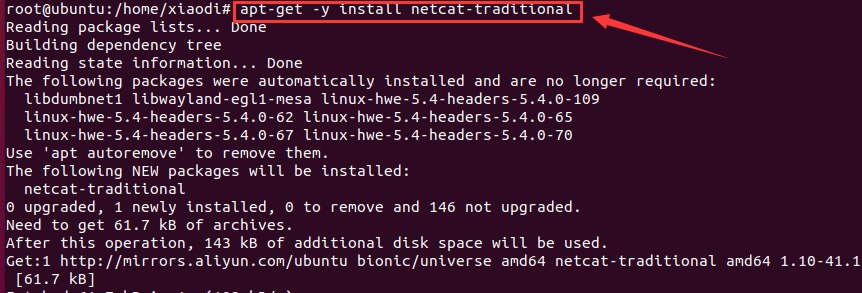 root@ubuntu:/home/xiaodi# apt-get -y install netcat-traditional
Reading package lists... Done
Building dependency tree
Reading state information... Done
The following packages were automatically installed and are no longer required:
  libdumbnet1 libwayland-egl1-mesa linux-hwe-5.4-headers-5.4.0-109
  linux-hwe-5.4-headers-5.4.0-62 linux-hwe-5.4-headers-5.4.0-65
  linux-hwe-5.4-headers-5.4.0-67 linux-hwe-5.4-headers-5.4.0-70
Use 'apt autoremove' to remove them.
The following NEW packages will be installed:
  netcat-traditional
0 upgraded, 1 newly installed, 0 to remove and 146 not upgraded.
Need to get 61.7 kB of archives.
After this operation, 143 kB of additional disk space will be used.
Get:1 http://mirrors.aliyun.com/ubuntu bionic/universe amd64 netcat-traditional amd64 1.10-41.1
 [61.7 kB]